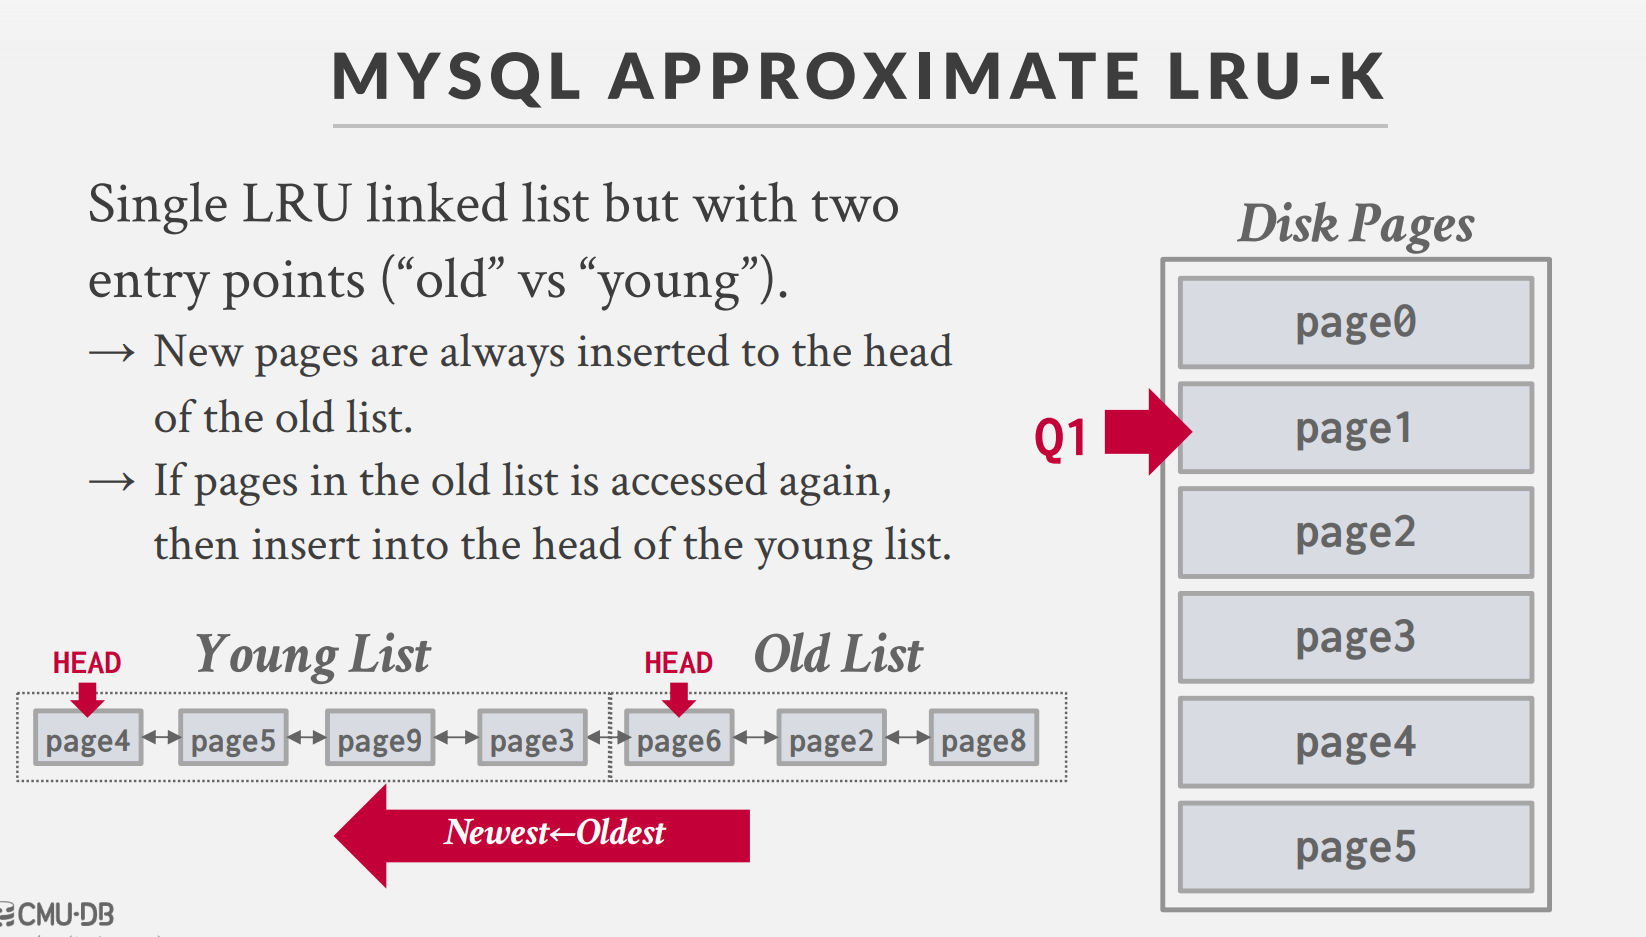 MYSQL APPROXIMATE LRU-K
Single LRU linked list but with two
entry points (“old” vs “young”).
→ New pages are always inserted to the head
of the old list.
→ If pages in the old list is accessed again,
then insert into the head of the young list.
Disk Pages
page0
Q1
page1
page2
page3
page4
page5
HEAD
Young List
HEAD
Old List
page4
page5
page9
page3
page6
page2
page8
Newest←Oldest
CMU·DB